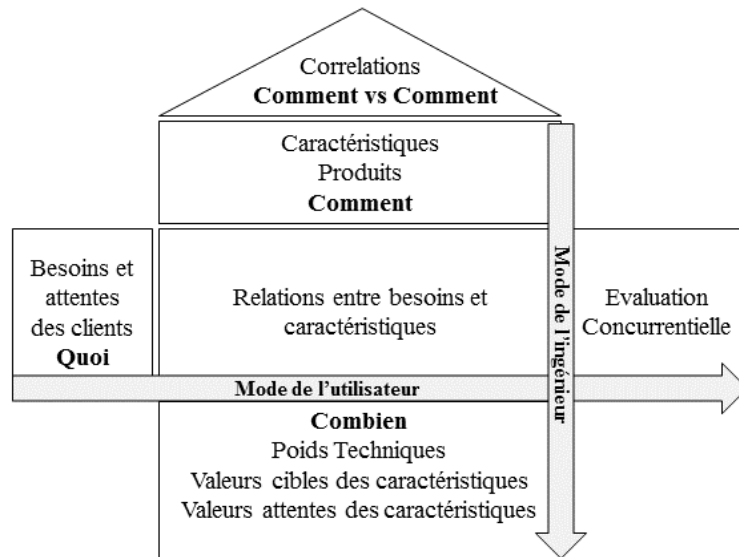 Correlations
Comment vs Comment
Caractéristiques
Produits
Comment
Besoins et
attentes
des clients
Quoi
Relations entre besoins et
caractéristiques
Mode de l'ingénieur
Evaluation
Concurrentielle
Mode de l'utilisateur
Combien
Poids Techniques
Valeurs cibles des caractéristiques
Valeurs attentes des caractéristiques